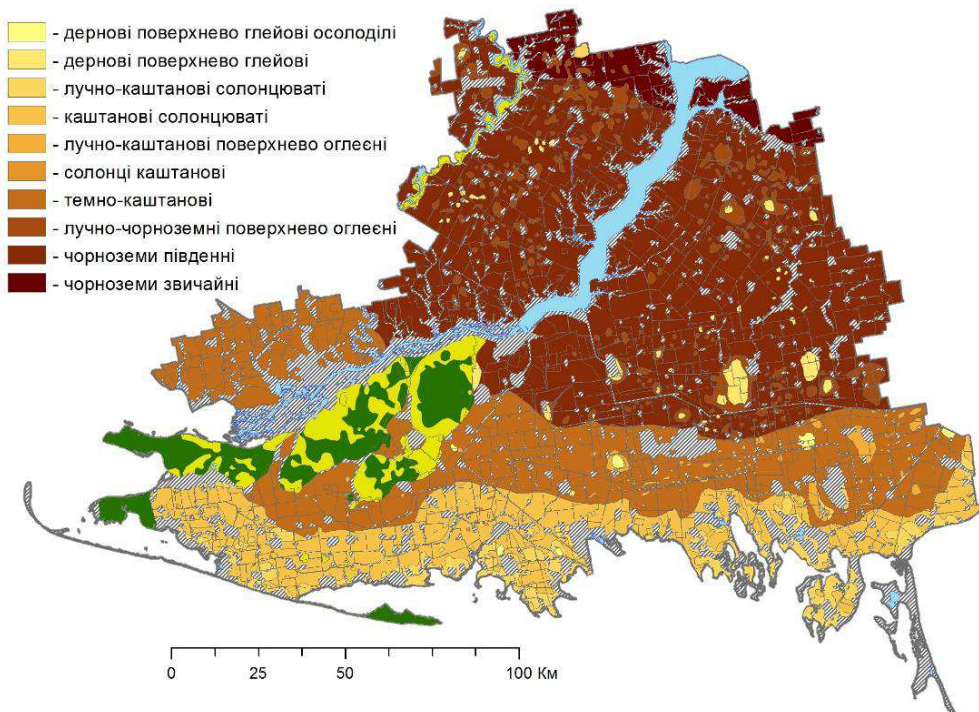 - дернові поверхнево глейові осолоділі
- дернові поверхнево глейові
- лучно-каштанові солонцюваті
- каштанові солонцюваті
- лучно-каштанові поверхнево оглеєні
- солонці каштанові
- темно-каштанові
- лучно-чорноземні поверхнево оглеєні
- чорноземи південні
- чорноземи звичайні
0 25 50 100 Км